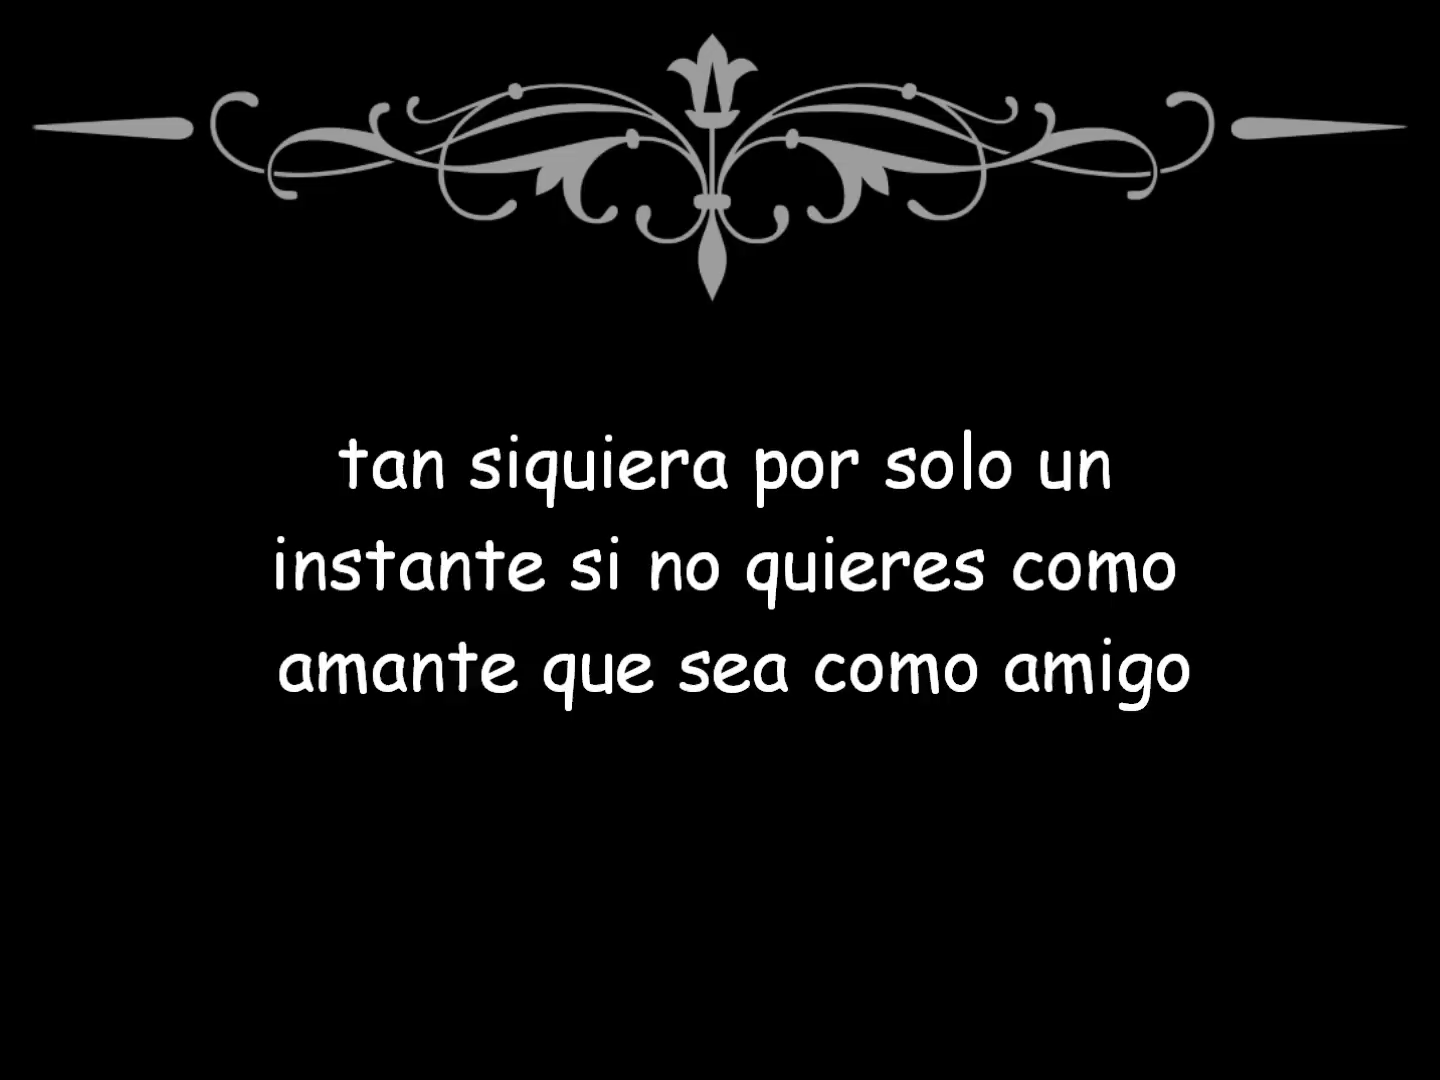 tan siquiera por solo un
instante si no quieres como
amante que sea como amigo